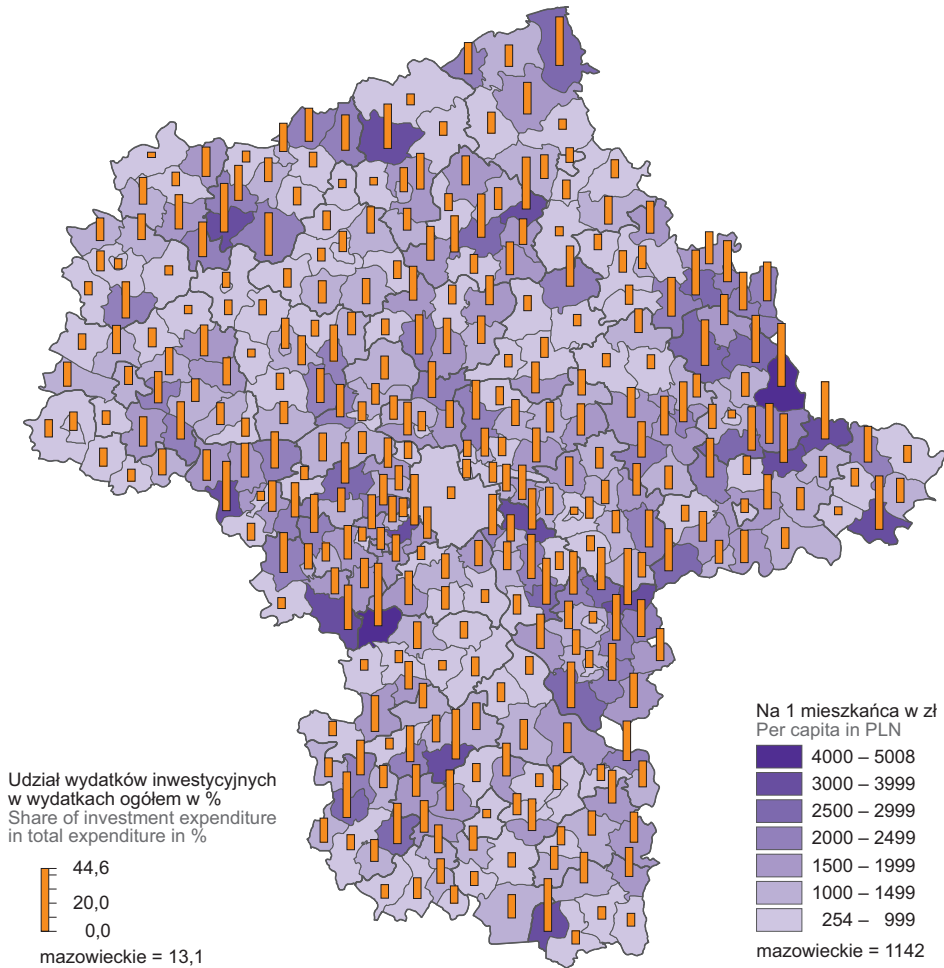 Na 1 mieszkańca w zł
Per capita in PLN
4000 – 5008
3000 – 3999
2500 – 2999
2000 – 2499
1500 – 1999
1000 – 1499
254 – 999
mazowieckie = 1142
Udział wydatków inwestycyjnych
w wydatkach ogółem w %
Share of investment expenditure
in total expenditure in %
44,6
20,0
0,0
mazowieckie = 13,1